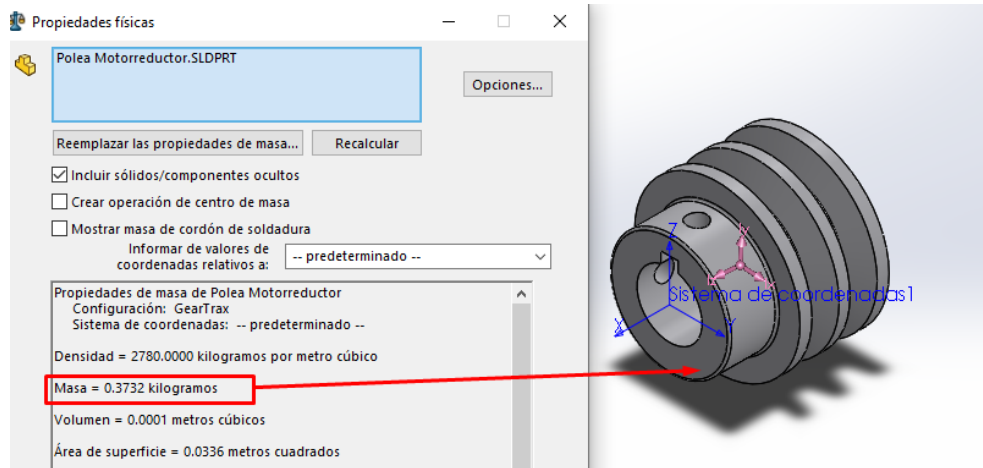 Propiedades físicas
Polea Motorreductor.SLDPRT
Opciones...
Reemplazar las propiedades de masa...
Recalcular
Incluir sólidos/componentes ocultos
Crear operación de centro de masa
Mostrar masa de cordón de soldadura
Informar de valores de
coordenadas relativos a:
-- predeterminado --
Propiedades de masa de Polea Motorreductor
Configuración: GearTrax
Sistema de coordenadas: -- predeterminado --
Densidad = 2780.0000 kilogramos por metro cúbico
Masa = 0.3732 kilogramos
Volumen = 0.0001 metros cúbicos
Área de superficie = 0.0336 metros cuadrados
Z
Sistema de coordenadas1
X
Y